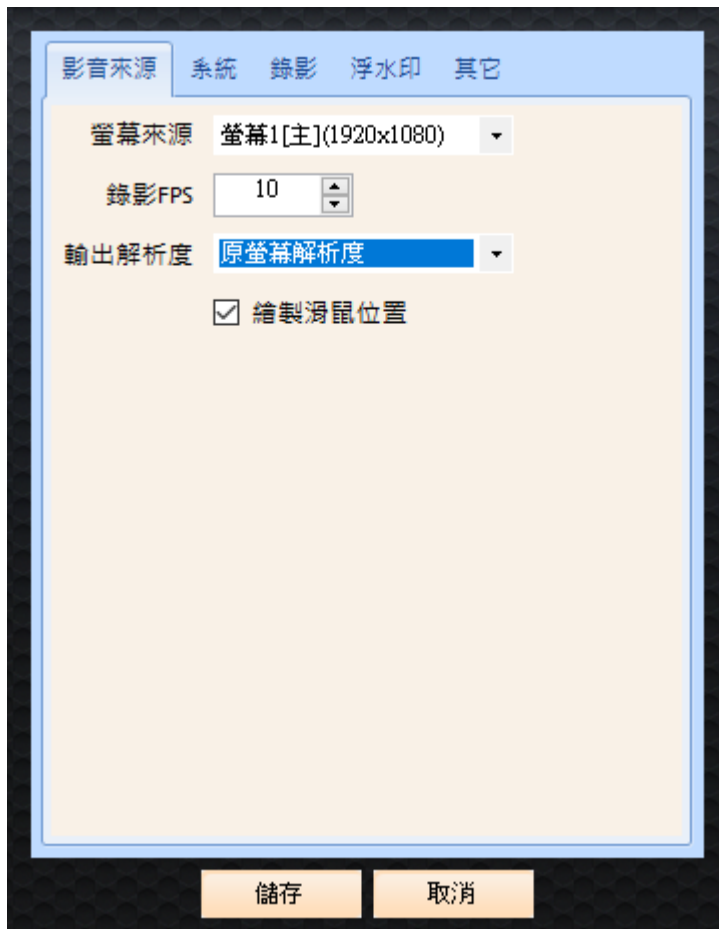 影音來源 系統 錄影 浮水印 其它
螢幕來源 螢幕1[主](1920x1080)
錄影FPS 10
輸出解析度 原螢幕解析度
繪製滑鼠位置
儲存 取消